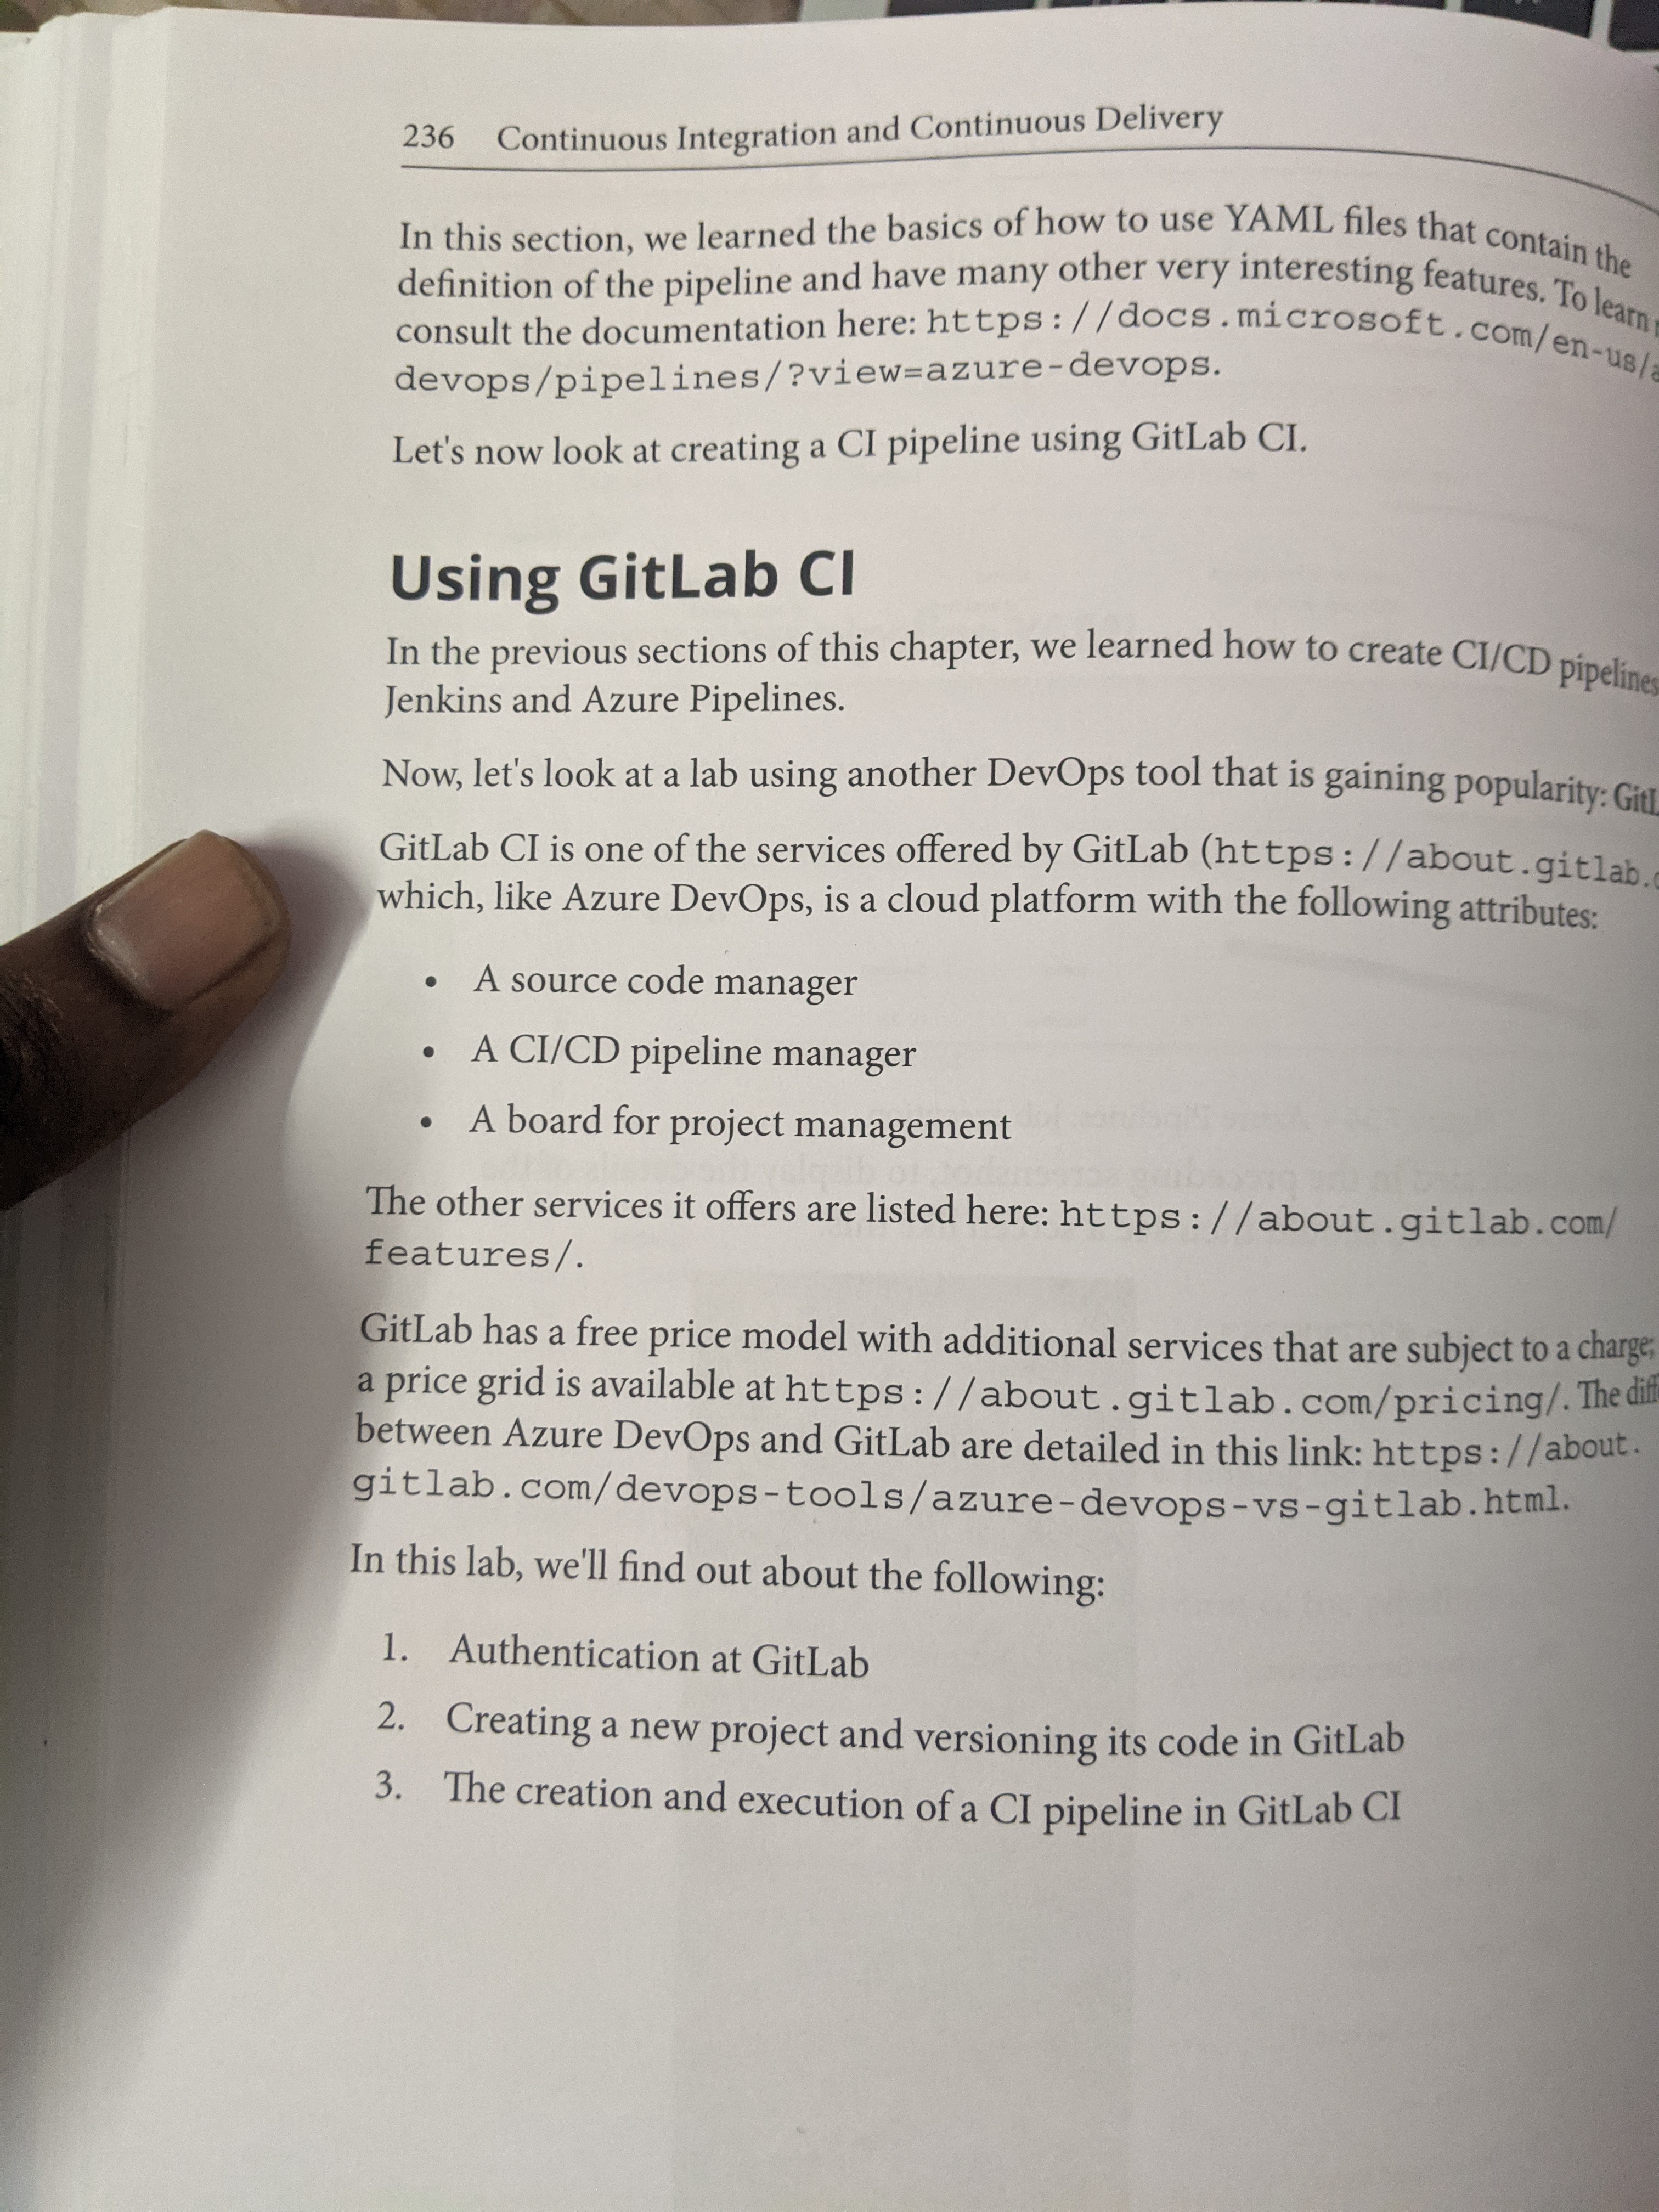 236 Continuous Integration and Continuous Delivery
In this section, we learned the basics of how to use YAML files that contain the
definition of the pipeline and have many other very interesting features. To learn
consult the documentation here: https://docs.microsoft.com/en-us/
devops/pipelines/?view=azure-devops.
Let's now look at creating a CI pipeline using GitLab CI.
Using GitLab CI
In the previous sections of this chapter, we learned how to create CI/CD pipelines
Jenkins and Azure Pipelines.
Now, let's look at a lab using another DevOps tool that is gaining popularity: GitL
GitLab CI is one of the services offered by GitLab (https://about.gitlab.
which, like Azure DevOps, is a cloud platform with the following attributes:
• A source code manager
• A CI/CD pipeline manager
• A board for project management
The other services it offers are listed here: https://about.gitlab.com/
features/.
GitLab has a free price model with additional services that are subject to a charge;
a price grid is available at https://about.gitlab.com/pricing/. The diff
between Azure DevOps and GitLab are detailed in this link: https://about.
gitlab.com/devops-tools/azure-devops-vs-gitlab.html.
In this lab, we'll find out about the following:
1. Authentication at GitLab
2. Creating a new project and versioning its code in GitLab
3. The creation and execution of a CI pipeline in GitLab CI